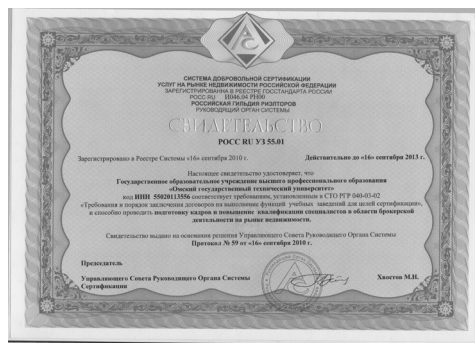 СИСТЕМА ДОБРОВОЛЬНОЙ СЕРТИФИКАЦИИ
УСЛУГ НА РЫНКЕ НЕДВИЖИМОСТИ РОССИЙСКОЙ ФЕДЕРАЦИИ
ЗАРЕГИСТРИРОВАНА В РЕЕСТРЕ ГОССТАНДАРТА РОССИИ
РОСС RU И046.04 РН00
РОССИЙСКАЯ ГИЛЬДИЯ РИЭЛТОРОВ
РУКОВОДЯЩИЙ ОРГАН СИСТЕМЫ
СВИДЕТЕЛЬСТВО
РОСС RU УЗ 55.01
Зарегистрировано в Реестре Системы «16» сентября 2010 г. Действительно до «16» сентября 2013 г.
Настоящее свидетельство удостоверяет, что
Государственное образовательное учреждение высшего профессионального образования
«Омский государственный технический университет»
код ИНН 5502013556 соответствует требованиям, установленным в СТО РГР 040-03-02
«Требования и порядок заключения договоров на выполнение функций учебных заведений для целей сертификации»,
и способно проводить подготовку кадров и повышение квалификации специалистов в области брокерской
деятельности на рынке недвижимости.
Свидетельство выдано на основании решения Управляющего Совета Руководящего Органа Системы
Протокол № 59 от «16» сентября 2010 г.
Председатель
Управляющего Совета Руководящего Органа Системы Хвостов М.Н.
Сертификации